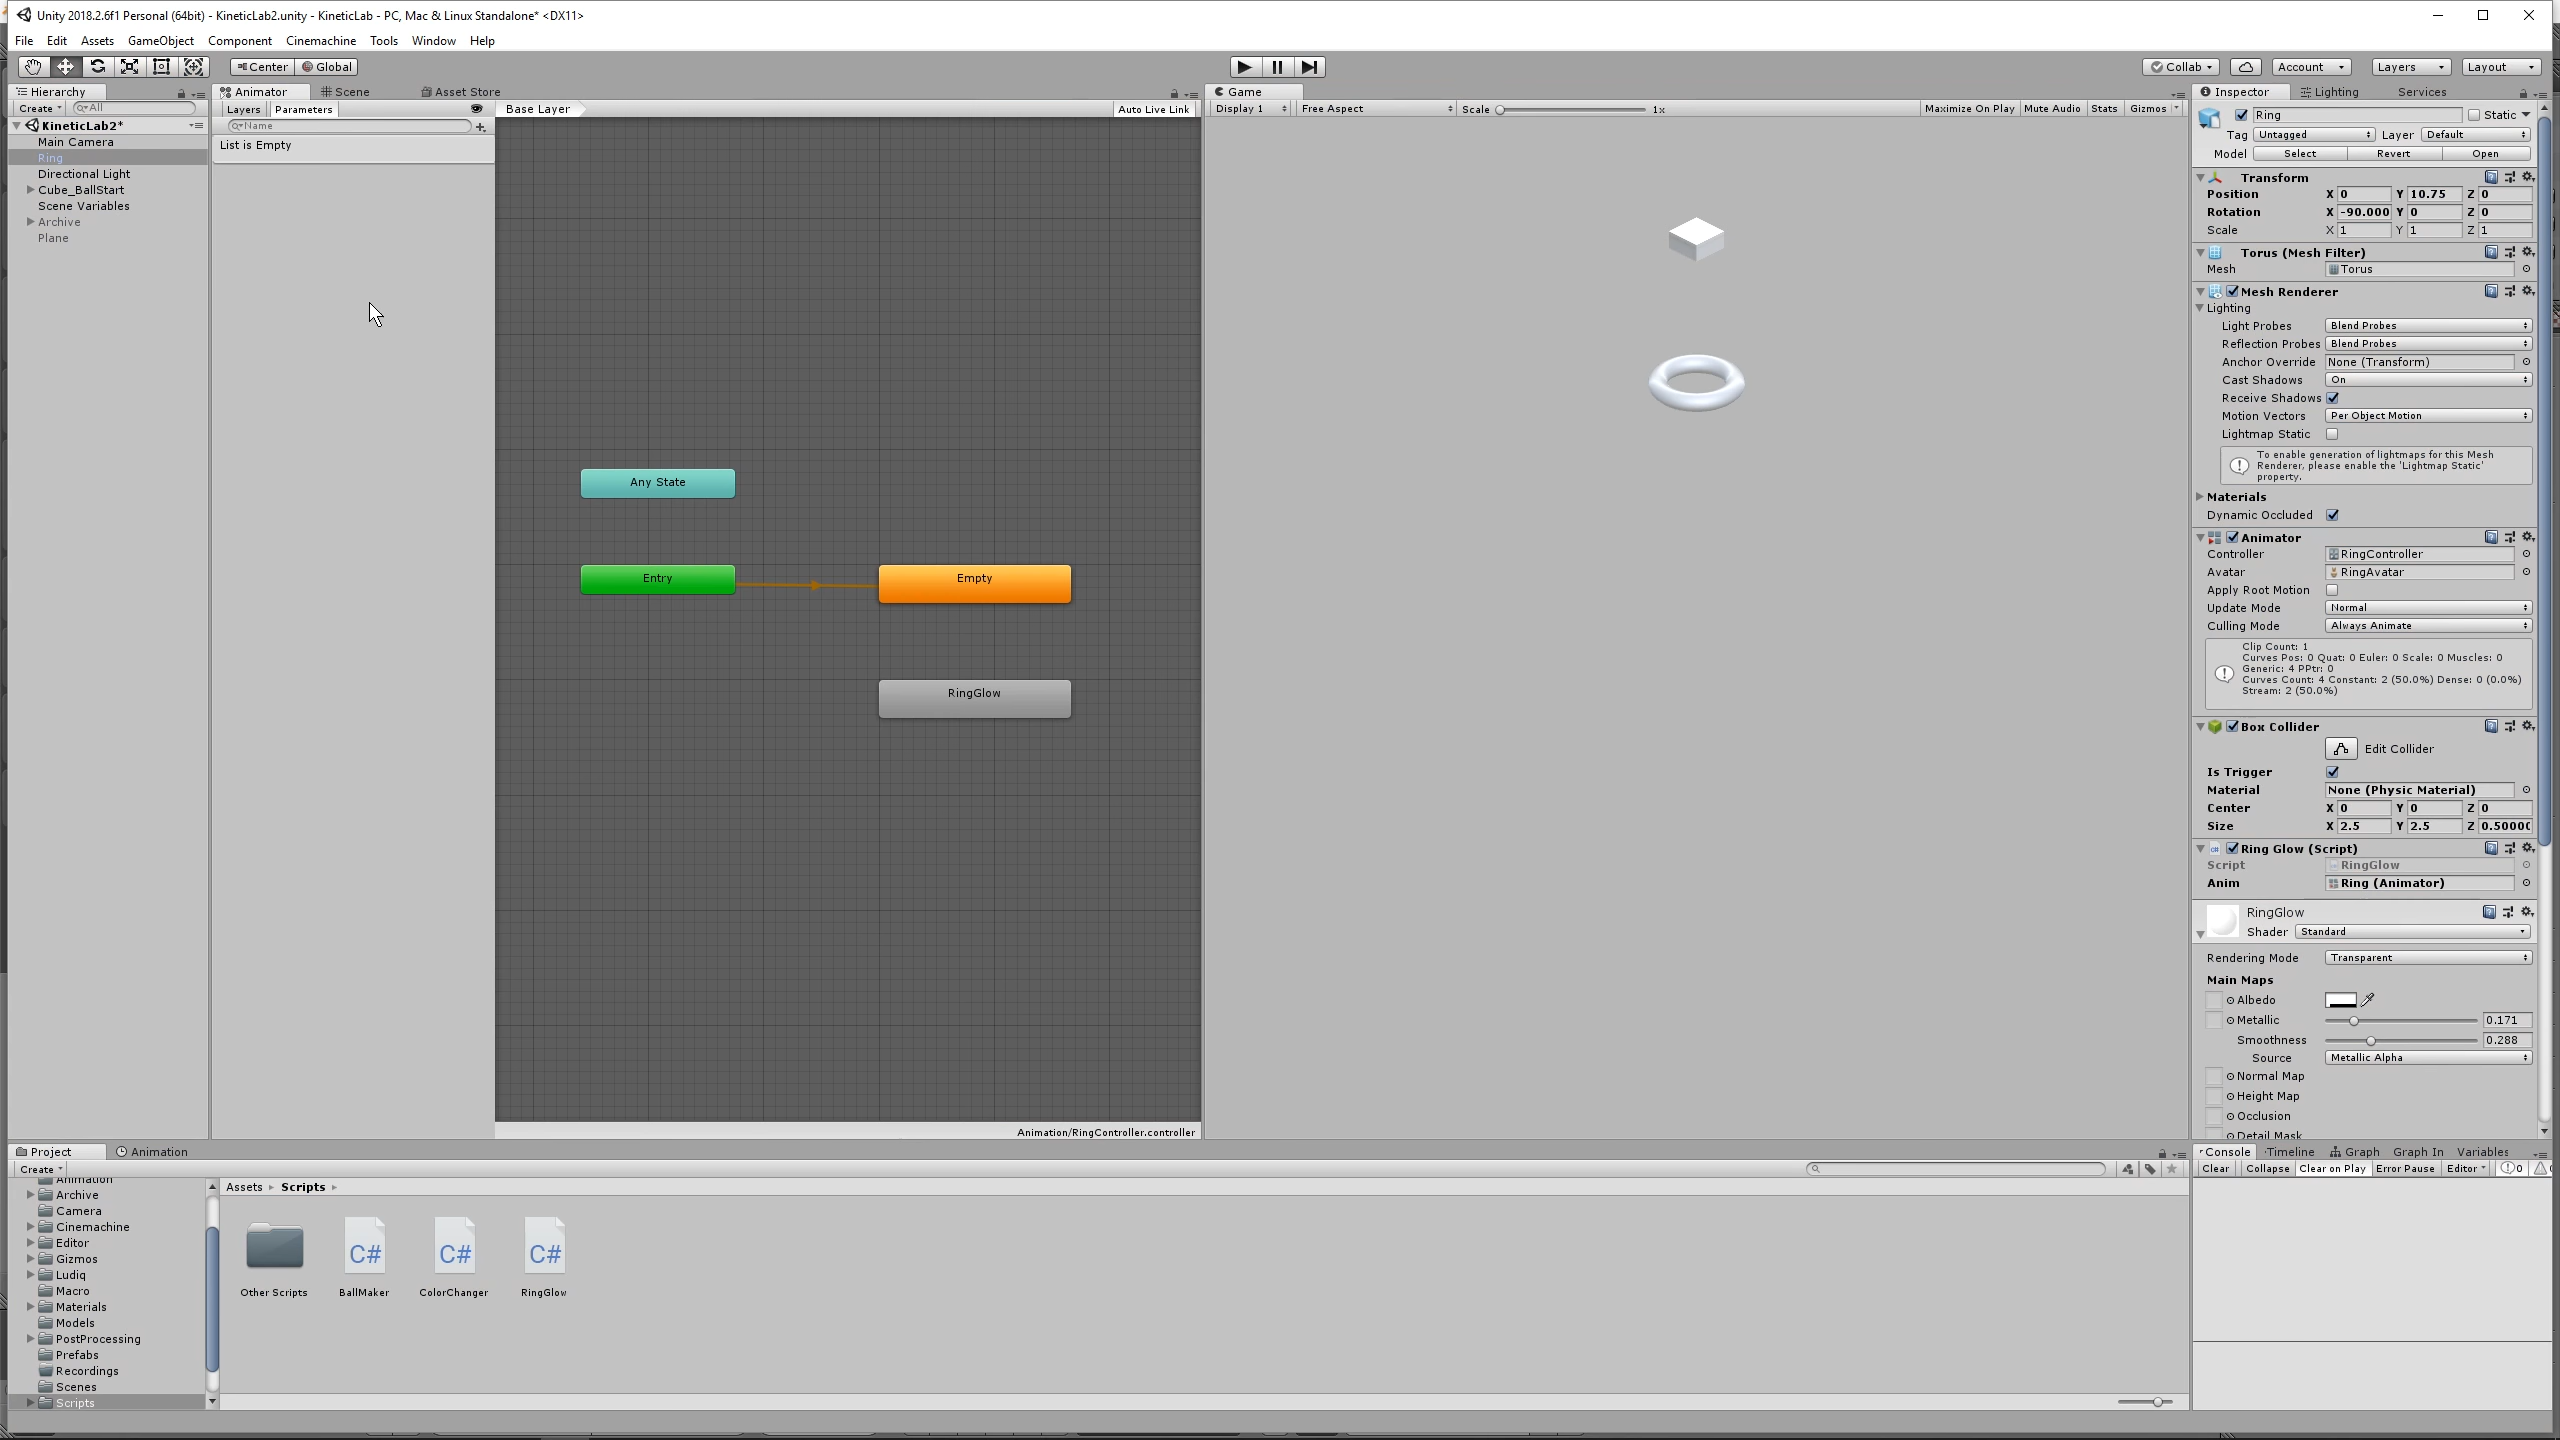 Unity 2018.2.6f1 Personal (64bit) - KineticLab2.unity - KineticLab - PC, Mac & Linux Standalone* <DX11>
File Edit Assets GameObject Component Cinemachine Tools Window Help
Center Global Collab Account Layers Layout
Hierarchy
Create All
KineticLab2*
Main Camera
Ring
Directional Light
Cube_BallStart
Scene Variables
Archive
Plane
Animator Scene Asset Store
Layers Parameters Base Layer Auto Live Link
Name
List is Empty
Any State
Entry
Empty
RingGlow
Animation/RingController.controller
Game
Display 1 Free Aspect Scale 1x Maximize On Play Mute Audio Stats Gizmos
Inspector Lighting Services
Ring Static
Tag Untagged Layer Default
Model Select Revert Open
Transform
Position X 0 Y 10.75 Z 0
Rotation X -90.000 Y 0 Z 0
Scale X 1 Y 1 Z 1
Torus (Mesh Filter)
Mesh Torus
Mesh Renderer
Lighting
Light Probes Blend Probes
Reflection Probes Blend Probes
Anchor Override None (Transform)
Cast Shadows On
Receive Shadows
Motion Vectors Per Object Motion
Lightmap Static
To enable generation of lightmaps for this Mesh
Renderer, please enable the 'Lightmap Static'
property.
Materials
Dynamic Occluded
Animator
Controller RingController
Avatar RingAvatar
Apply Root Motion
Update Mode Normal
Culling Mode Always Animate
Clip Count: 1
Curves Pos: 0 Quat: 0 Euler: 0 Scale: 0 Muscles: 0
Generic: 4 PPtr: 0
Curves Count: 4 Constant: 2 (50.0%) Dense: 0 (0.0%)
Stream: 2 (50.0%)
Box Collider
Edit Collider
Is Trigger
Material None (Physic Material)
Center X 0 Y 0 Z 0
Size X 2.5 Y 2.5 Z 0.5000
Ring Glow (Script)
Script RingGlow
Anim Ring (Animator)
RingGlow
Shader Standard
Rendering Mode Transparent
Main Maps
Albedo
Metallic 0.171
Smoothness 0.288
Source Metallic Alpha
Normal Map
Height Map
Occlusion
Detail Mask
Project Animation
Create
Animation
Archive
Camera
Cinemachine
Editor
Gizmos
Ludiq
Macro
Materials
Models
PostProcessing
Prefabs
Recordings
Scenes
Scripts
Assets Scripts
C# C# C#
Other Scripts BallMaker ColorChanger RingGlow
Console Timeline Graph Graph In Variables
Clear Collapse Clear on Play Error Pause Editor 0